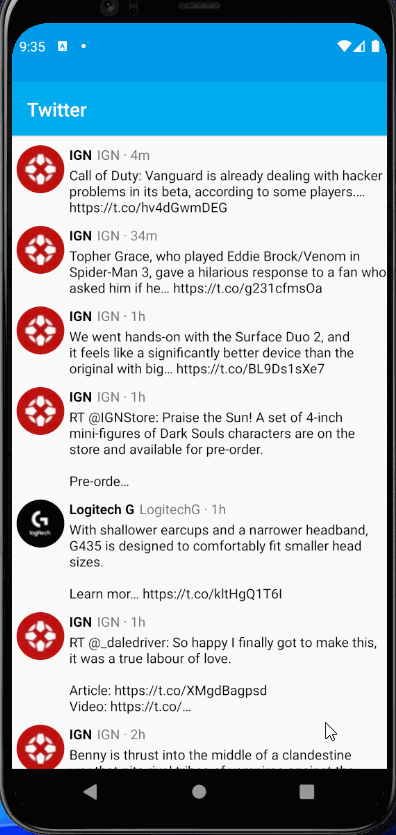 9:35 A
Twitter
IGN IGN · 4m
Call of Duty: Vanguard is already dealing with hacker
problems in its beta, according to some players.…
https://t.co/hv4dGwmDEG
IGN IGN · 34m
Topher Grace, who played Eddie Brock/Venom in
Spider-Man 3, gave a hilarious response to a fan who
asked him if he… https://t.co/g231cfmsOa
IGN IGN · 1h
We went hands-on with the Surface Duo 2, and
it feels like a significantly better device than the
original with big… https://t.co/BL9Ds1sXe7
IGN IGN · 1h
RT @IGNStore: Praise the Sun! A set of 4-inch
mini-figures of Dark Souls characters are on the
store and available for pre-order.
Pre-orde…
logitech
Logitech G LogitechG · 1h
With shallower earcups and a narrower headband,
G435 is designed to comfortably fit smaller head
sizes.
Learn mor… https://t.co/kltHgQ1T6I
IGN IGN · 1h
RT @_daledriver: So happy I finally got to make this,
it was a true labour of love.
Article: https://t.co/XMgdBagpsd
Video: https://t.co/…
IGN IGN · 2h
Benny is thrust into the middle of a clandestine